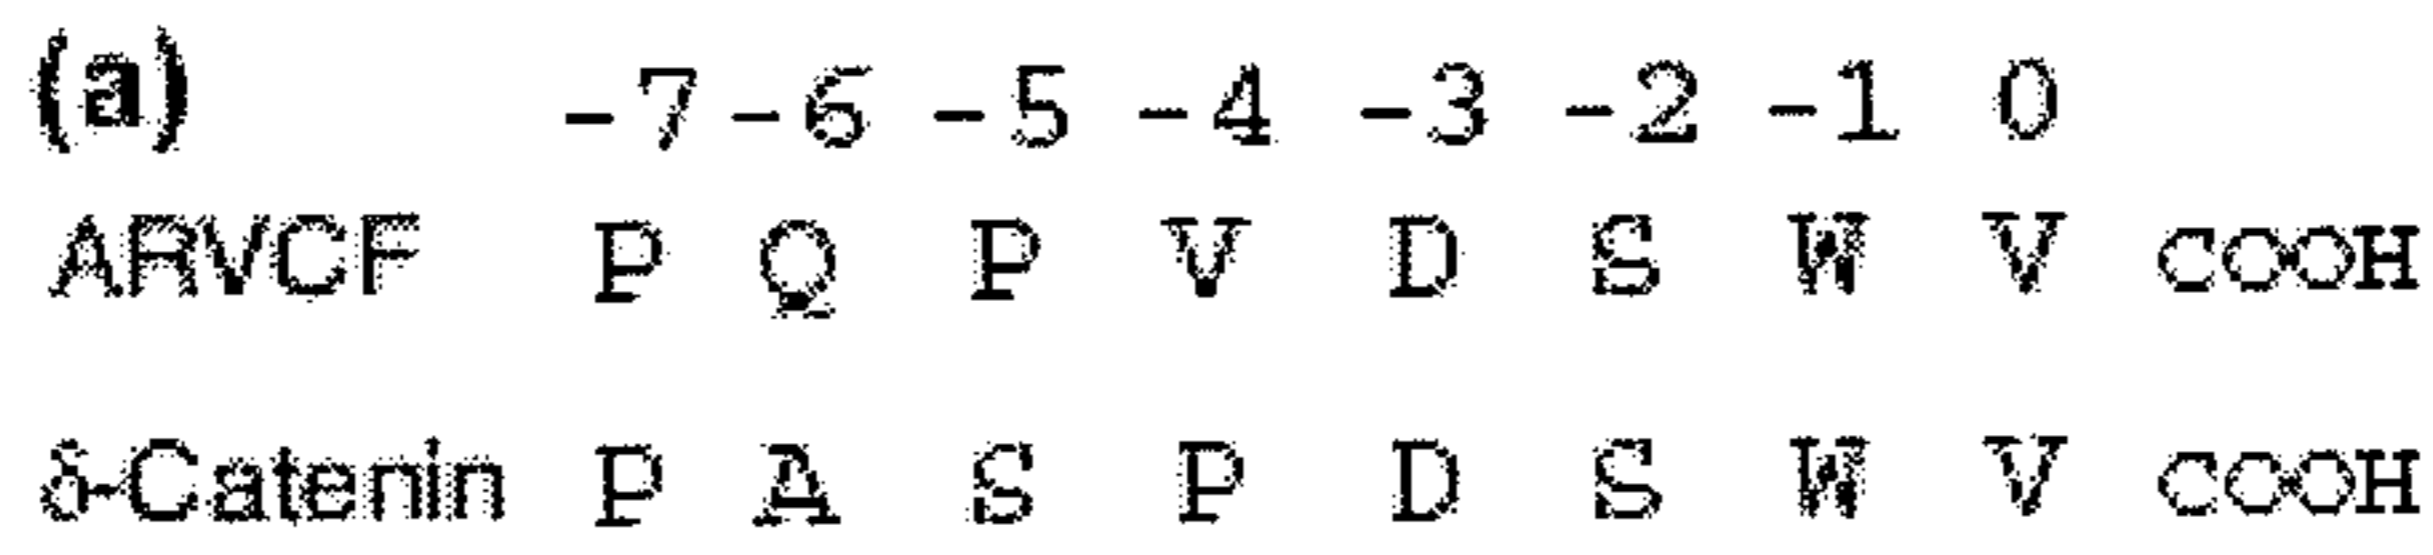 (a) -7 -6 -5 -4 -3 -2 -1 0
ARVCF P Q P V D S W V COOH
δ-Catenin P A S P D S W V COOH